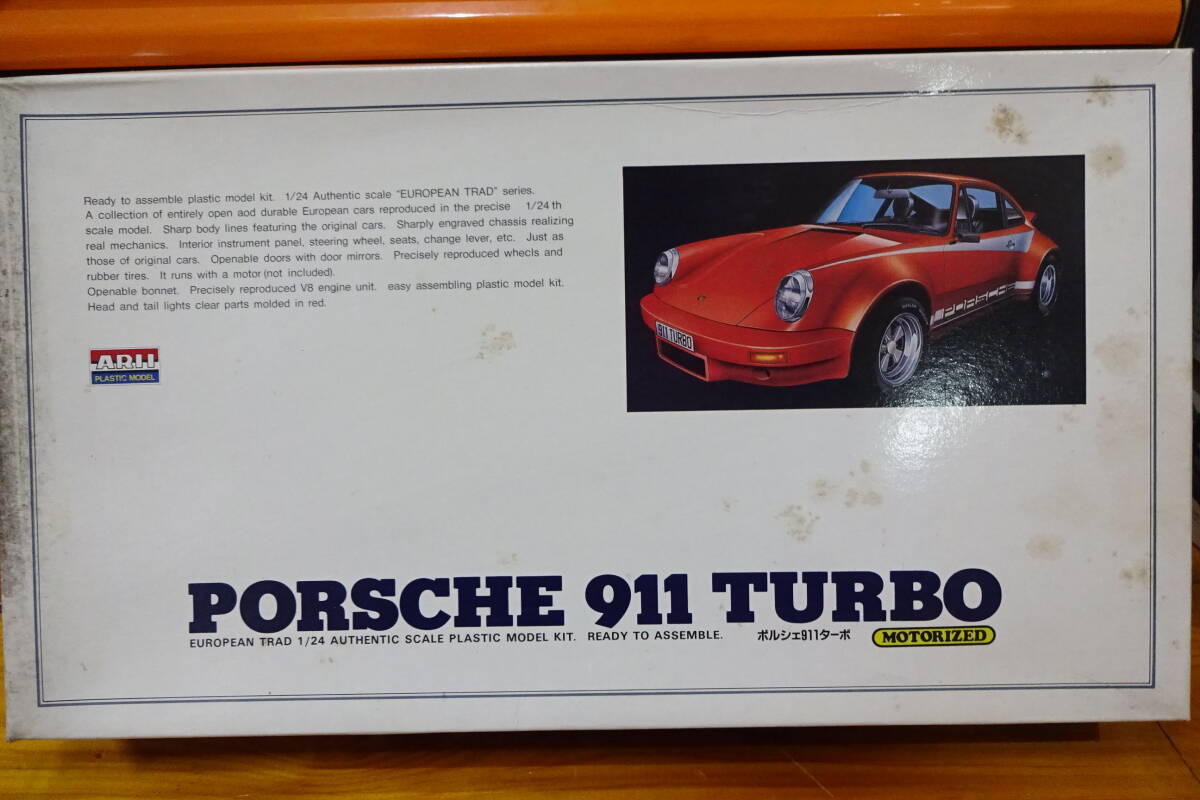 Ready to assemble plastic model kit. 1/24 Authentic scale "EUROPEAN TRAD" series.
A collection of entirely open aod durable European cars reproduced in the precise 1/24 th
scale model. Sharp body lines featuring the original cars. Sharply engraved chassis realizing
real mechanics. Interior instrument panel, steering wheel, seats, change lever, etc. Just as
those of original cars. Openable doors with door mirrors. Precisely reproduced whecls and
rubber tires. It runs with a motor (not included).
Openable bonnet. Precisely reproduced V8 engine unit. easy assembling plastic model kit.
Head and tail lights clear parts molded in red.
ARII
PLASTIC MODEL
911 TURBO
PORSCHE
PORSCHE 911 TURBO
EUROPEAN TRAD 1/24 AUTHENTIC SCALE PLASTIC MODEL KIT. READY TO ASSEMBLE. ポルシェ911ターボ
MOTORIZED